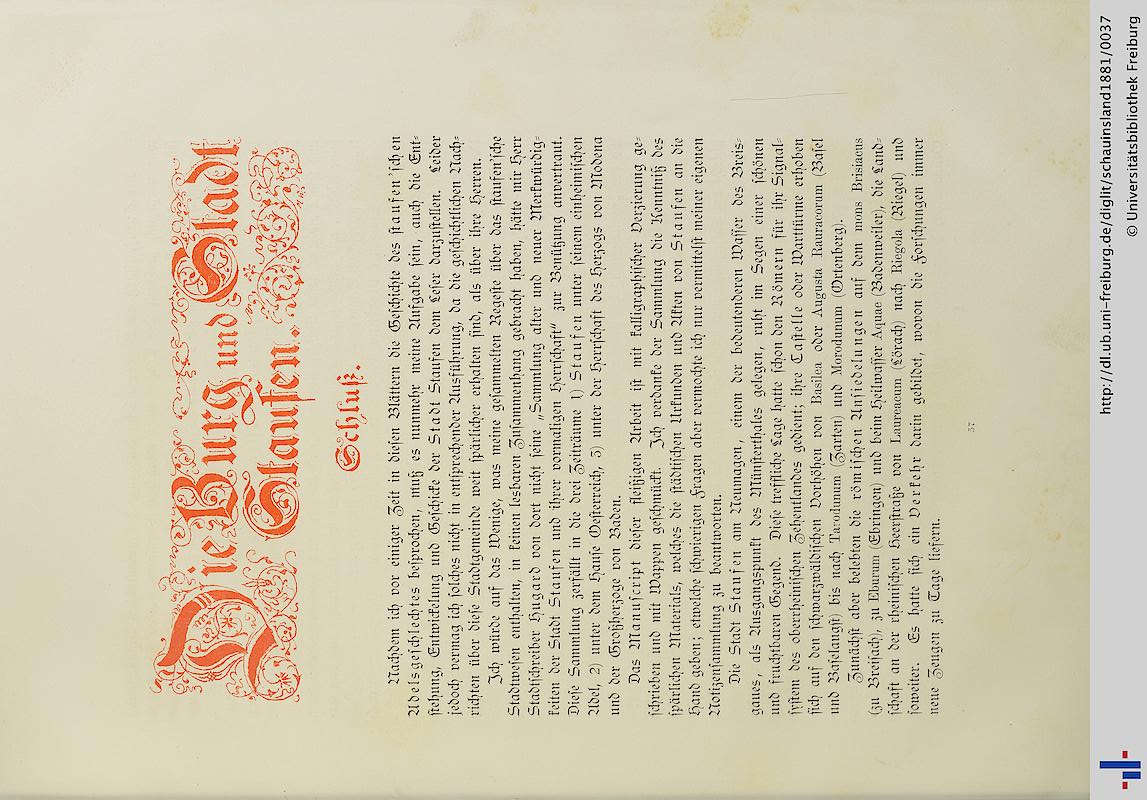 Die Burg und Stadt
Staufen.
Schluß.
Nachdem ich vor einiger Zeit in diesen Blättern die Geschichte des staufen'schen
Adelsgeschlechtes besprochen, muß es nunmehr meine Aufgabe sein, auch die Ent-
stehung, Entwickelung und Geschicke der Stadt Staufen dem Leser darzustellen. Leider
jedoch vermag ich solches nicht in entsprechender Ausführung, da die geschichtlichen Nach-
richten über diese Stadtgemeinde weit spärlicher erhalten sind, als über ihre Herren.
Ich würde auf das Wenige, was meine gesammelten Regeste über das staufen'sche
Stadtwesen enthalten, in keinen lesbaren Zusammenhang gebracht haben, hätte mir Herr
Stadtschreiber Hugard von dort nicht seine „Sammlung alter und neuer Merkwürdig-
keiten der Stadt Staufen und ihrer vormaligen Herrschaft" zur Benützung anvertraut.
Diese Sammlung zerfällt in die drei Zeiträume 1) Staufen unter seinem einheimischen
Adel, 2) unter dem Hause Oesterreich, 3) unter der Herrschaft des Herzogs von Modena
und der Großherzoge von Baden.
Das Manuscript dieser fleißigen Arbeit ist mit kalligraphischer Verzierung ge-
schrieben und mit Wappen geschmückt. Ich verdanke der Sammlung die Kenntniß des
spärlichen Materials, welches die städtischen Urkunden und Akten von Staufen an die
Hand geben; etwelche schwierigen Fragen aber vermochte ich nur vermittelst meiner eigenen
Notizensammlung zu beantworten.
Die Stadt Staufen am Neumagen, einem der bedeutenderen Wasser des Breis-
gaues, als Ausgangspunkt des Münsterthales gelegen, ruht im Segen einer schönen
und fruchtbaren Gegend. Diese treffliche Lage hatte schon den Römern für ihr Signal-
system des oberrheinischen Zehentlandes gedient; ihre Castelle oder Warttürme erhoben
sich auf den schwarzwäldischen Vorhöhen von Basilea oder Augusta Rauracorum (Basel
und Baselaugst) bis nach Tarodunum (Zarten) und Morodunum (Ortenberg).
Zunächst aber belebten die römischen Ansiedelungen auf dem mons Brisiacus
(zu Breisach), zu Eburum (Ebringen) und beim Heilwasser Aquae (Badenweiler), die Land-
schaft an der rheinischen Heerstraße von Laureacum (Lörach) nach Riegola (Riegel) und
soweiter. Es hatte sich ein Verkehr darin gebildet, wovon die Forschungen immer
neue Zeugen zu Tage liefern.
37
http://dl.ub.uni-freiburg.de/diglit/schauinsland1881/0037
© Universitätsbibliothek Freiburg